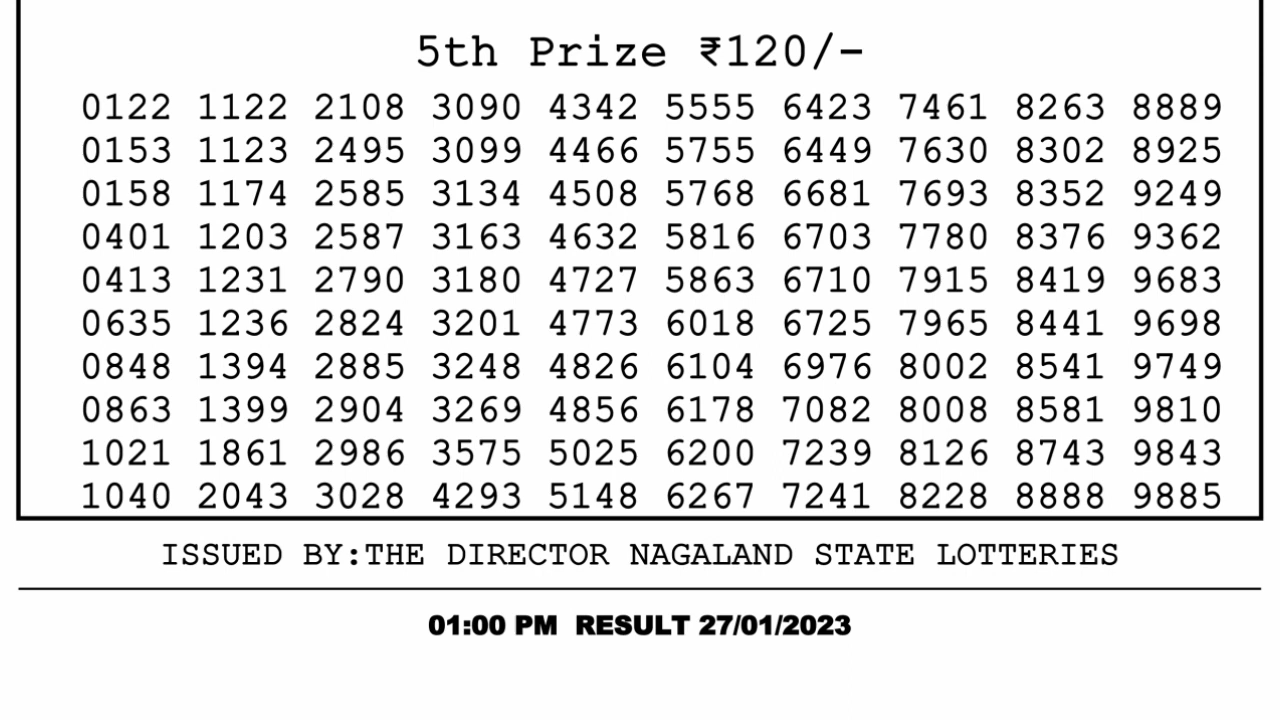 5th Prize ₹120/-
0122 1122 2108 3090 4342 5555 6423 7461 8263 8889
0153 1123 2495 3099 4466 5755 6449 7630 8302 8925
0158 1174 2585 3134 4508 5768 6681 7693 8352 9249
0401 1203 2587 3163 4632 5816 6703 7780 8376 9362
0413 1231 2790 3180 4727 5863 6710 7915 8419 9683
0635 1236 2824 3201 4773 6018 6725 7965 8441 9698
0848 1394 2885 3248 4826 6104 6976 8002 8541 9749
0863 1399 2904 3269 4856 6178 7082 8008 8581 9810
1021 1861 2986 3575 5025 6200 7239 8126 8743 9843
1040 2043 3028 4293 5148 6267 7241 8228 8888 9885
ISSUED BY:THE DIRECTOR NAGALAND STATE LOTTERIES
01:00 PM RESULT 27/01/2023